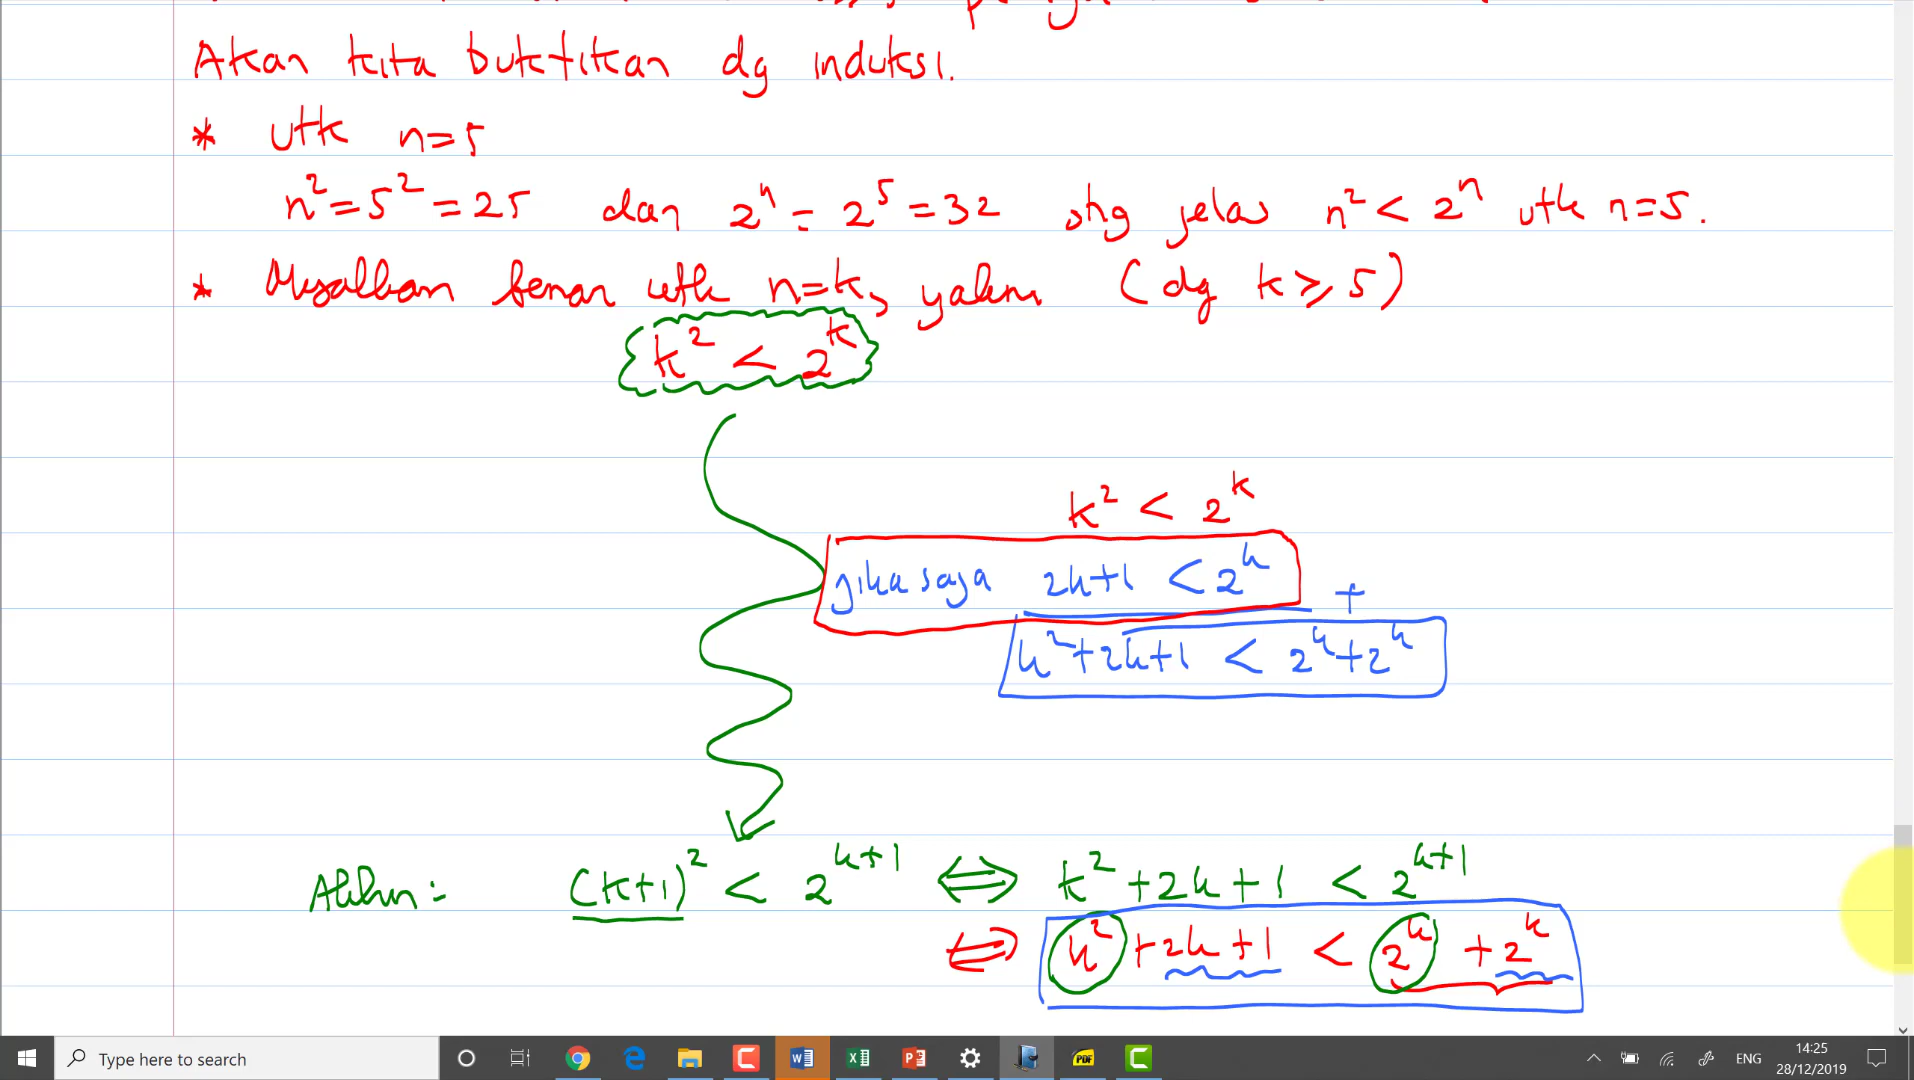 Akan kita buktikan dg induksi.
* utk n=5
n² = 5² = 25 dan 2ⁿ = 2⁵ = 32 shg jelas n² < 2ⁿ utk n=5.
* Misalkan benar utk n=k, yakni (dg k ≥ 5)
k² < 2ᵏ
k² < 2ᵏ
jika saja 2k+1 < 2ᵏ +
k²+2k+1 < 2ᵏ+2ᵏ
Akhir: (k+1)² < 2ᵏ⁺¹ ⇔ k² + 2k + 1 < 2ᵏ⁺¹
⇔ k² + 2k + 1 < 2ᵏ + 2ᵏ
Type here to search
ENG
14:25
28/12/2019